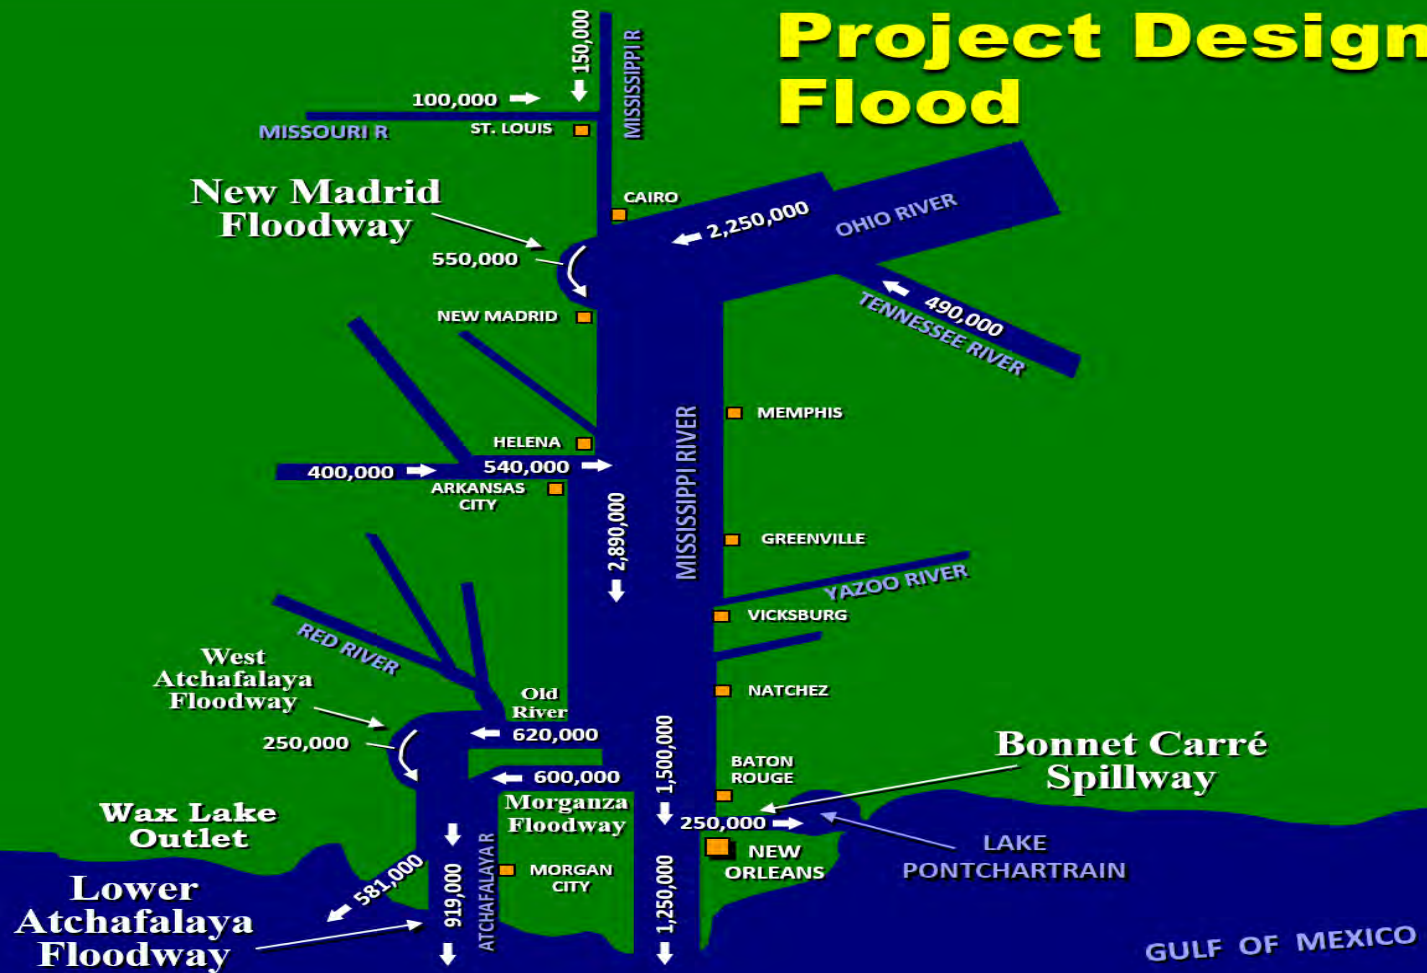 Project Design
Flood
150,000
MISSISSIPPI R
100,000
MISSOURI R
ST. LOUIS
New Madrid
Floodway
CAIRO
2,250,000
OHIO RIVER
550,000
NEW MADRID
490,000
TENNESSEE RIVER
MEMPHIS
MISSISSIPPI RIVER
HELENA
400,000
540,000
ARKANSAS
CITY
2,890,000
GREENVILLE
YAZOO RIVER
VICKSBURG
RED RIVER
West
Atchafalaya
Floodway
NATCHEZ
Old
River
620,000
250,000
1,500,000
BATON
ROUGE
Bonnet Carré
Spillway
600,000
Morganza
Floodway
Wax Lake
Outlet
250,000
NEW
ORLEANS
LAKE
PONTCHARTRAIN
MORGAN
CITY
581,000
919,000
ATCHAFALAYA R
1,250,000
Lower
Atchafalaya
Floodway
GULF OF MEXICO